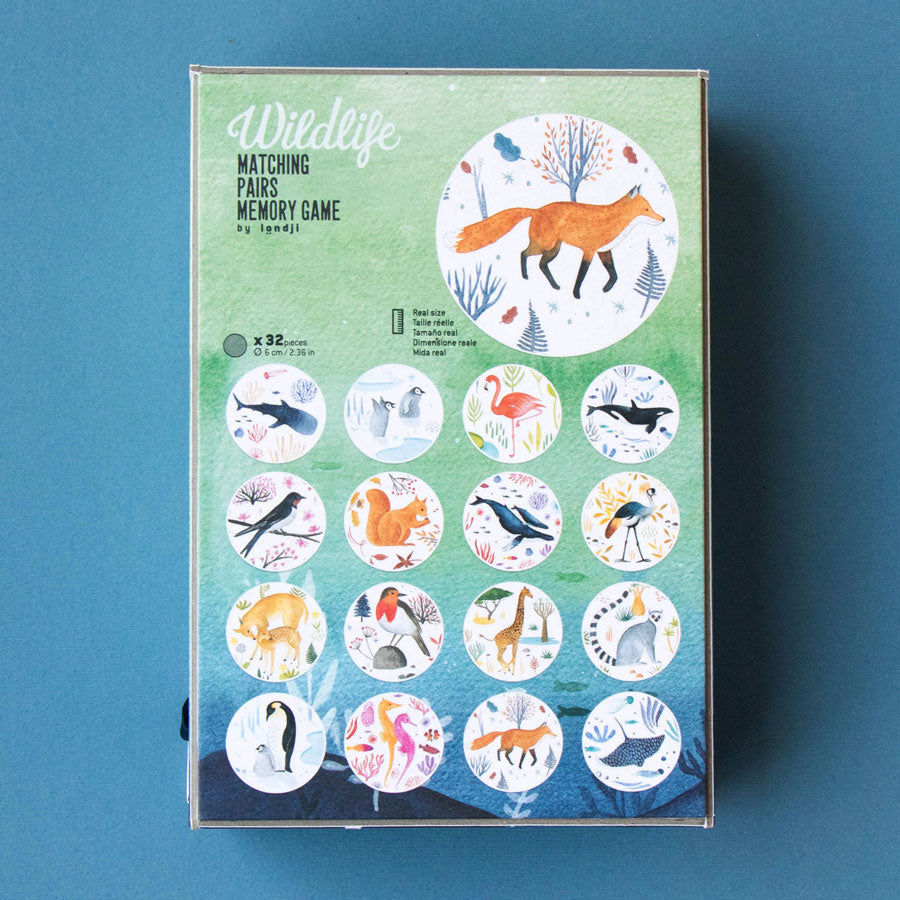 Wildlife
MATCHING
PAIRS
MEMORY GAME
by londji
x 32 pieces
Ø 6 cm / 2.36 in
Real size
Taille réelle
Tamaño real
Dimensione reale
Mida real